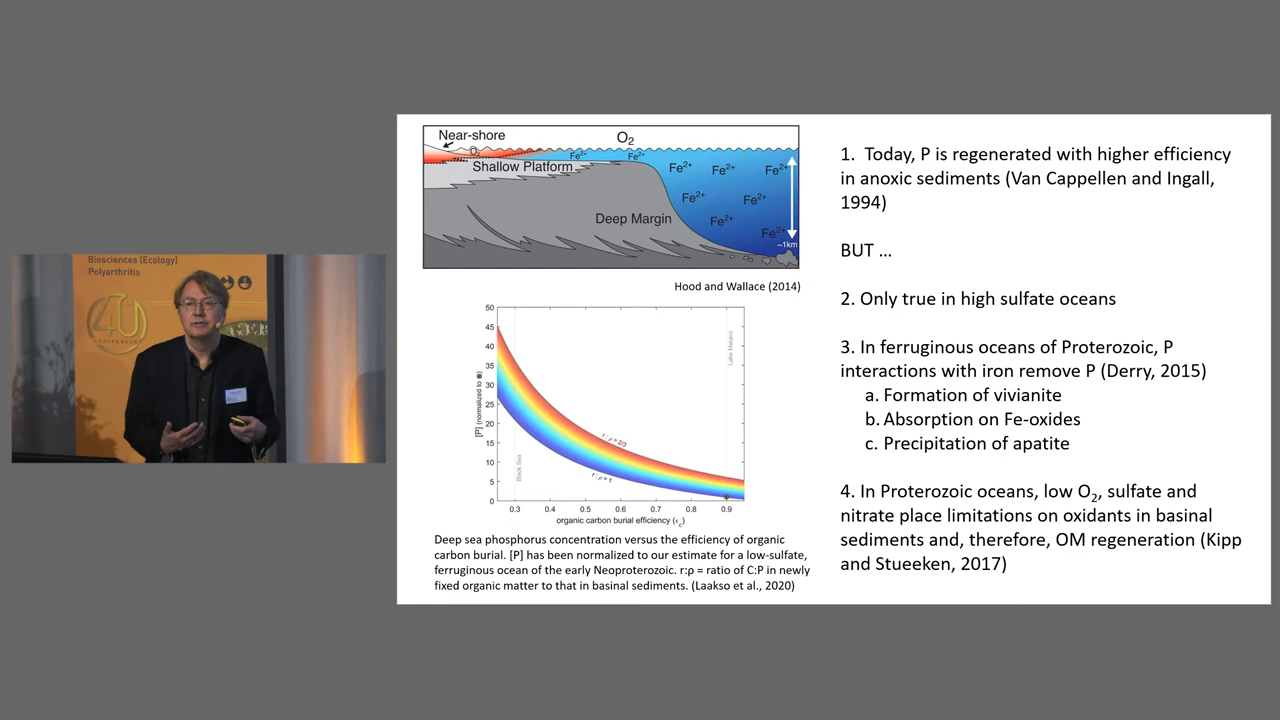 Biosciences (Ecology)
Polyarthritis
40
ANNIVERSARY
Near-shore
O2
O2
Fe2+
Fe2+
Shallow Platform
Fe2+
Fe2+
Fe2+
Fe2+
Fe2+
Deep Margin
Fe2+
Fe2+
~1km
Hood and Wallace (2014)
50
45
40
35
30
25
20
15
10
5
0
[P] (normalized to ⊛)
Black Sea
Lake Matano
r:ρ = 2/3
r:ρ = 1
0.3 0.4 0.5 0.6 0.7 0.8 0.9
organic carbon burial efficiency (ϵc)
Deep sea phosphorus concentration versus the efficiency of organic
carbon burial. [P] has been normalized to our estimate for a low-sulfate,
ferruginous ocean of the early Neoproterozoic. r:ρ = ratio of C:P in newly
fixed organic matter to that in basinal sediments. (Laakso et al., 2020)
1. Today, P is regenerated with higher efficiency
in anoxic sediments (Van Cappellen and Ingall,
1994)
BUT ...
2. Only true in high sulfate oceans
3. In ferruginous oceans of Proterozoic, P
interactions with iron remove P (Derry, 2015)
a. Formation of vivianite
b. Absorption on Fe-oxides
c. Precipitation of apatite
4. In Proterozoic oceans, low O2, sulfate and
nitrate place limitations on oxidants in basinal
sediments and, therefore, OM regeneration (Kipp
and Stueeken, 2017)